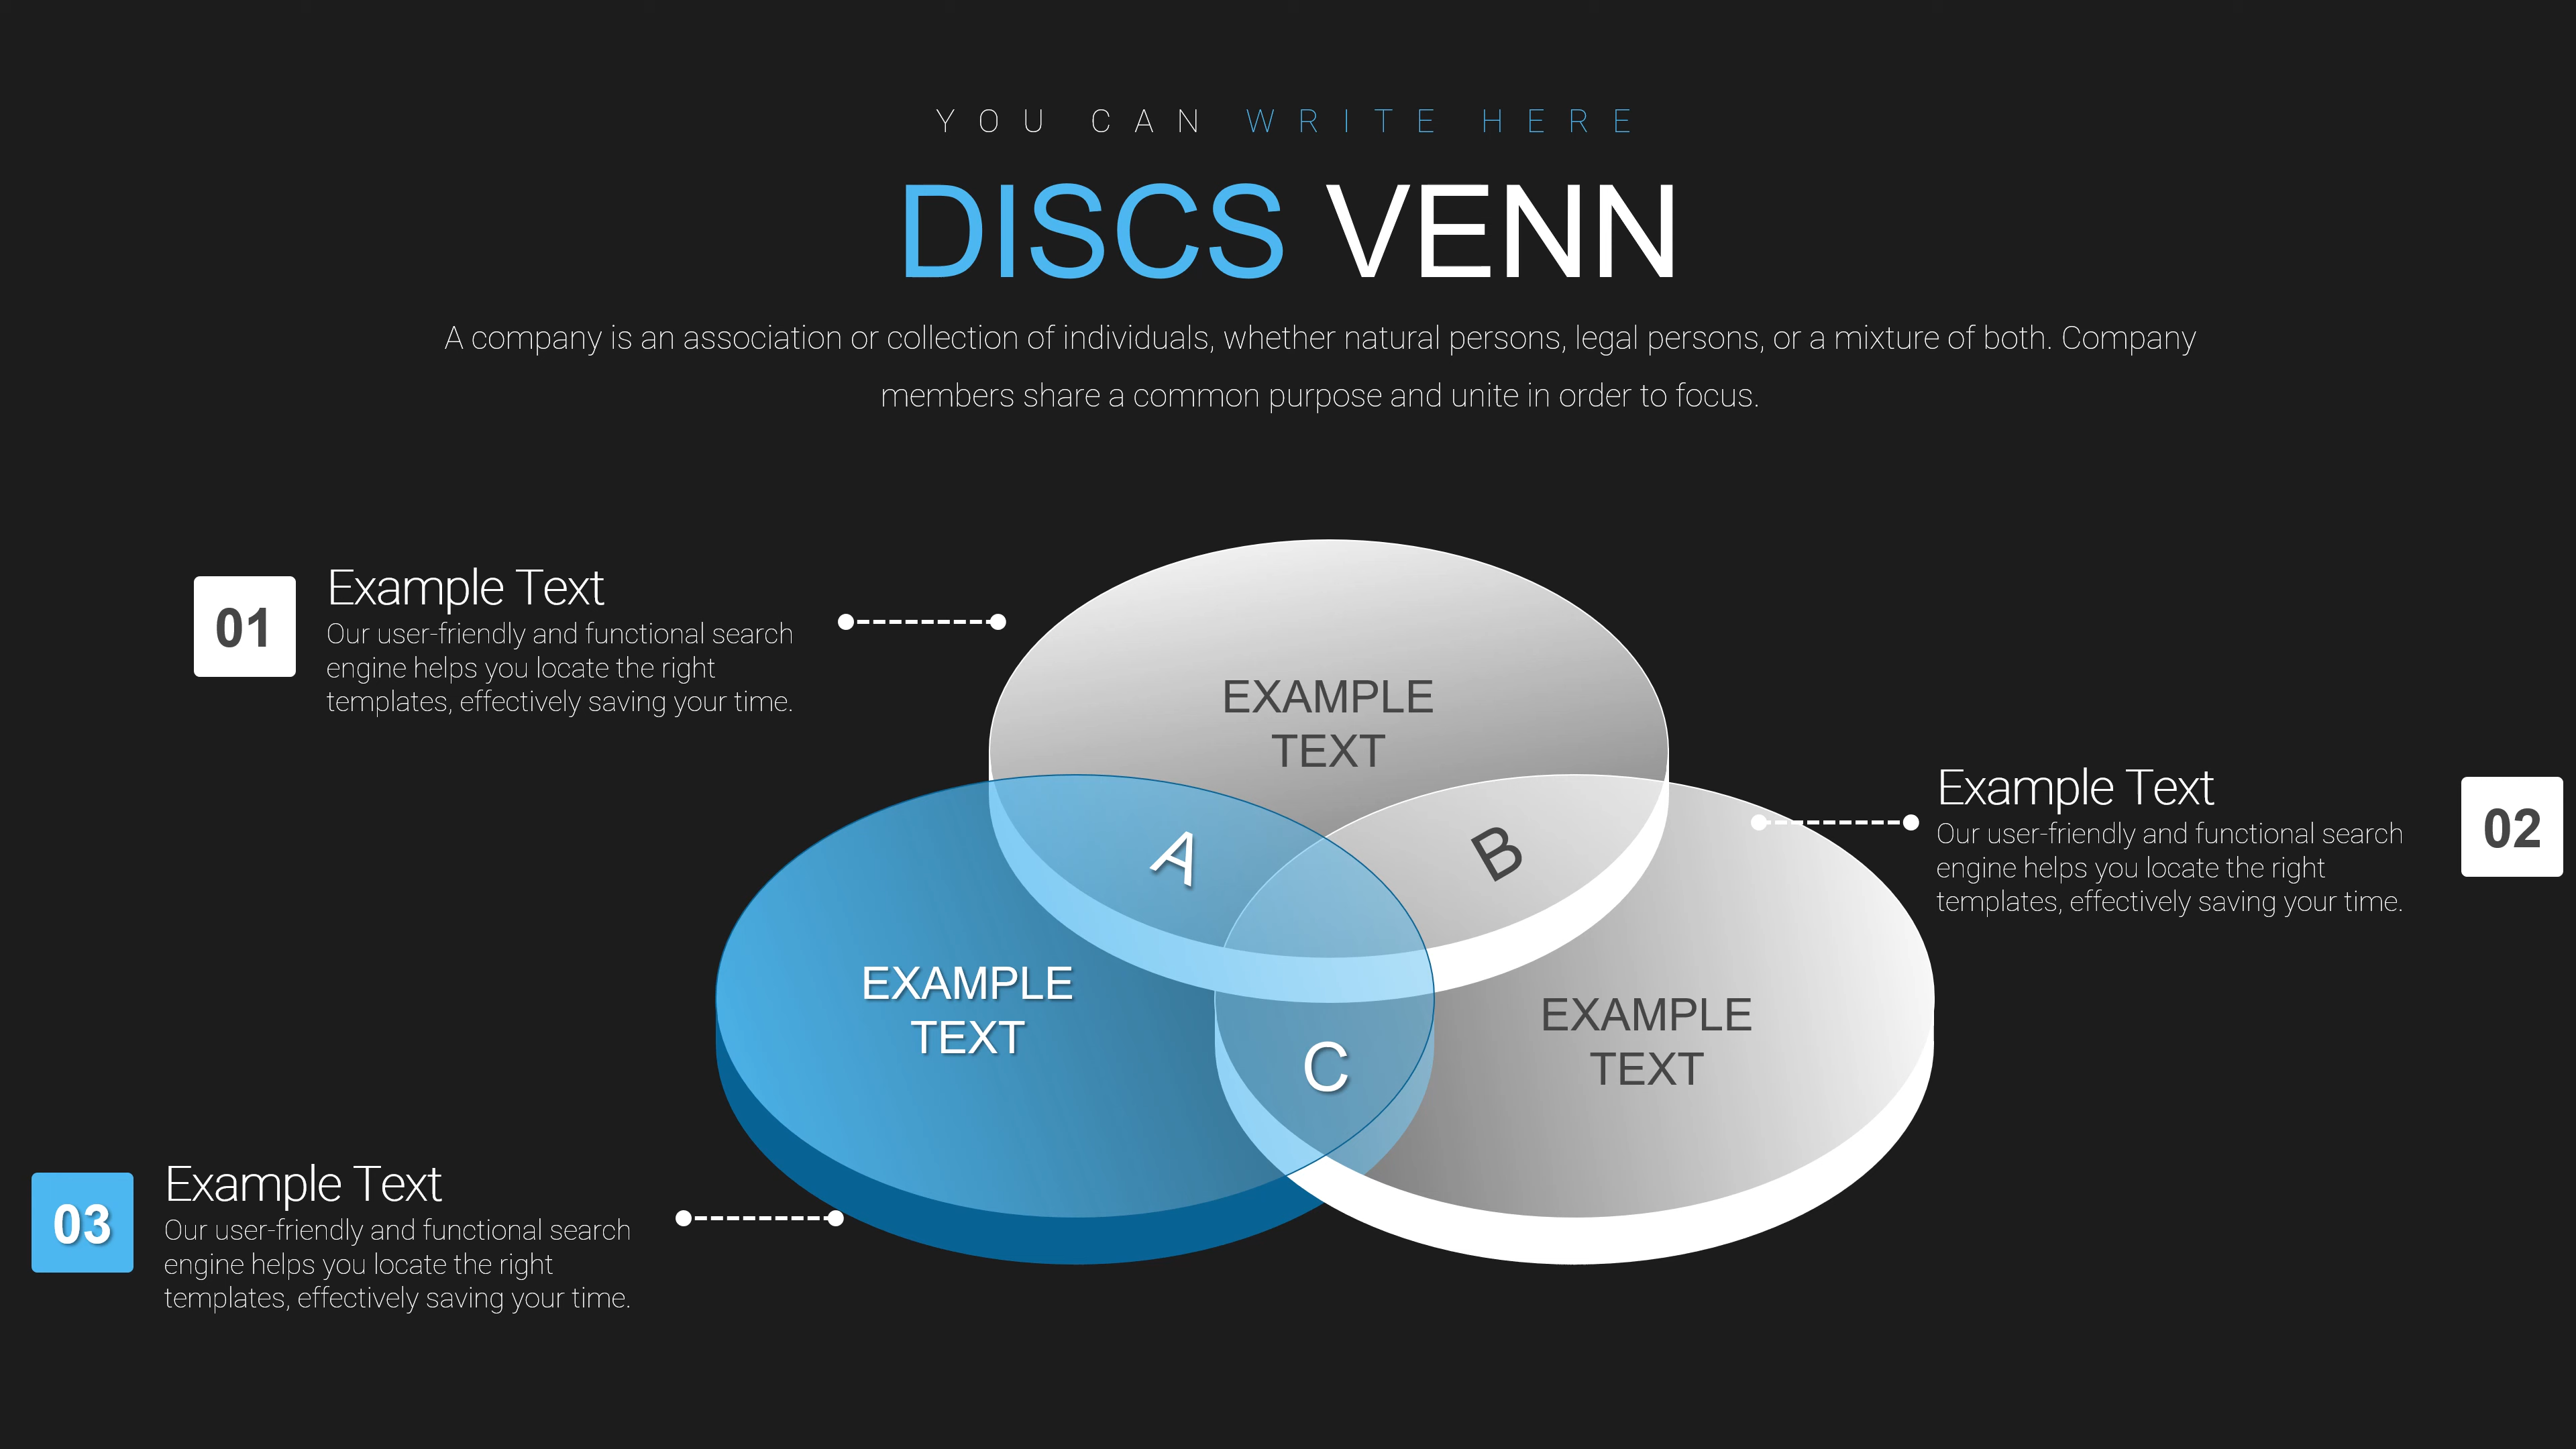 YOU CAN WRITE HERE
DISCS VENN
A company is an association or collection of individuals, whether natural persons, legal persons, or a mixture of both. Company
members share a common purpose and unite in order to focus.
01
Example Text
Our user-friendly and functional search
engine helps you locate the right
templates, effectively saving your time.
EXAMPLE
TEXT
Example Text
Our user-friendly and functional search
engine helps you locate the right
templates, effectively saving your time.
02
A
B
EXAMPLE
TEXT
EXAMPLE
TEXT
C
03
Example Text
Our user-friendly and functional search
engine helps you locate the right
templates, effectively saving your time.